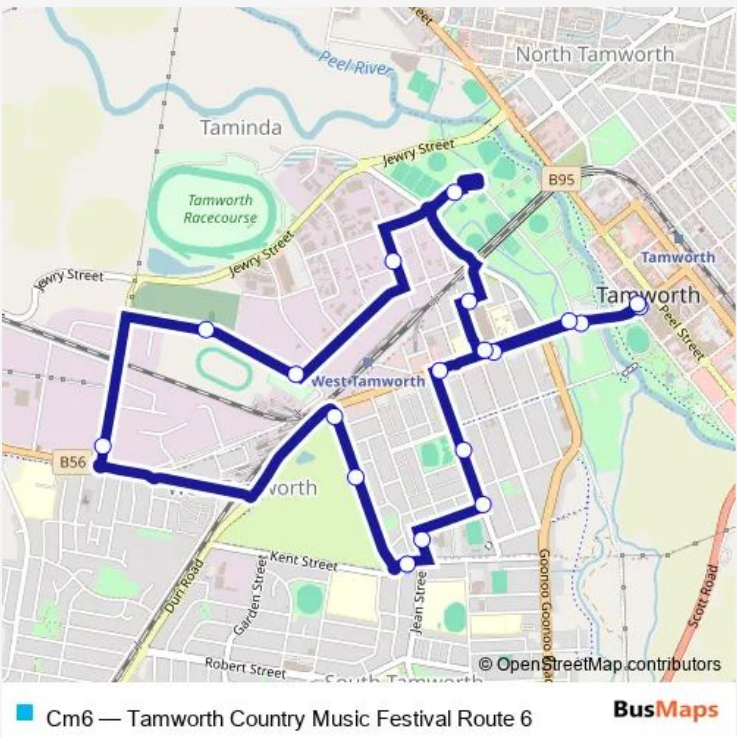 North Tamworth
Peel River
Taminda
Jewry Street
B95
Tamworth
Racecourse
Jewry Street
Tamworth
Jewry Street
Tamworth
Peel Street
West Tamworth
B56
Kent Street
Duri Road
Garden Street
Jean Stree
Goonoo Goonoo
Scott Road
Robert Street
South Tamworth
© OpenStreetMap contributors
Cm6 — Tamworth Country Music Festival Route 6
BusMaps